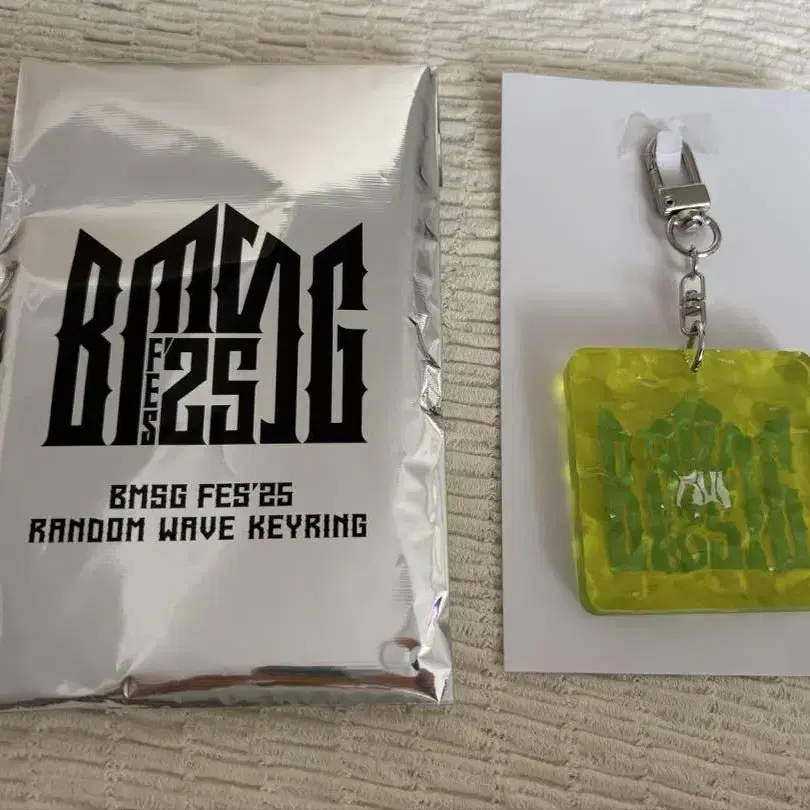 BMSG
FES'25
BMSG FES'25
RANDOM WAVE KEYRING